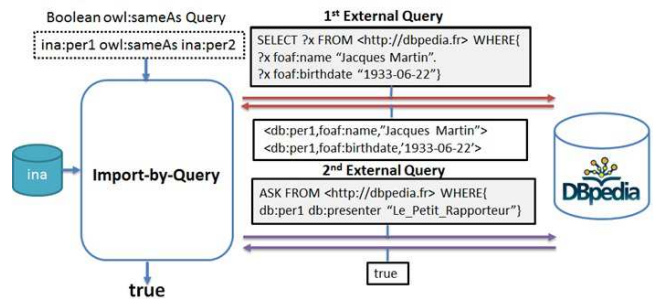 Boolean owl:sameAs Query
ina:per1 owl:sameAs ina:per2
ina
Import-by-Query
true
1st External Query
SELECT ?x FROM <http://dbpedia.fr> WHERE{
?x foaf:name “Jacques Martin”.
?x foaf:birthdate “1933-06-22”}
<db:per1,foaf:name,”Jacques Martin”>
<db:per1,foaf:birthdate,’1933-06-22’>
2nd External Query
ASK FROM <http://dbpedia.fr> WHERE{
db:per1 db:presenter “Le_Petit_Rapporteur”}
true
DBpedia